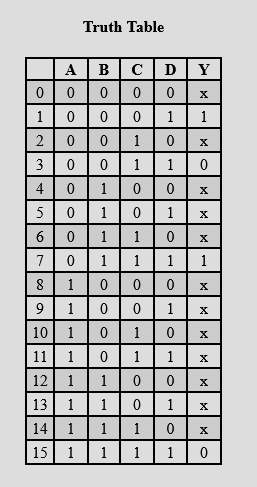 Truth Table
A B C D Y
0 0 0 0 0 x
1 0 0 0 1 1
2 0 0 1 0 x
3 0 0 1 1 0
4 0 1 0 0 x
5 0 1 0 1 x
6 0 1 1 0 x
7 0 1 1 1 1
8 1 0 0 0 x
9 1 0 0 1 x
10 1 0 1 0 x
11 1 0 1 1 x
12 1 1 0 0 x
13 1 1 0 1 x
14 1 1 1 0 x
15 1 1 1 1 0